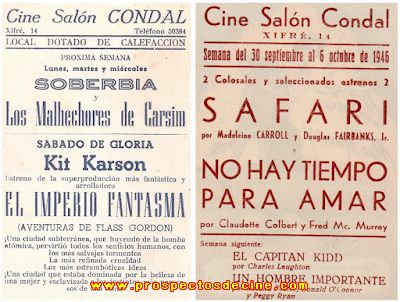 Cine Salón CONDAL
Xifré, 14 Teléfono 50394
LOCAL DOTADO DE CALEFACCION
PROXIMA SEMANA
Lunes, martes y miércoles
SOBERBIA
y
Los Malhechores de Carsim
SABADO DE GLORIA
Kit Karson
Estreno de la superproducción más fantástica y
arrolladora
EL IMPERIO FANTASMA
(AVENTURAS DE FLASS GORDON)
¡Una ciudad subterránea, que huyendo de la bomba
atómica, pervirtió todos los sentidos humanos, con
los más salvajes tormentos
La más refinada crueldad
Las más estrambóticas ideas
¡Una ciudad que estaba dominada por la belleza de
una mujer y esclavizada
sos de
Cine Salón Condal
XIFRÉ, 14
Semana del 30 septiembre al 6 octubre de 1946
2 Colosales y seleccionados estrenos 2
SAFARI
por Madeleine CARROLL y Douglas FAIRBANKS, Jr.
y
NO HAY TIEMPO
PARA AMAR
por Claudette Colbert y Fred Mc. Murray
Semana siguiente:
EL CAPITAN KIDD
por Charles Laughton
UN HOMBRE IMPORTANTE
O'Connor
y Peggy Ryan
www.prospectosdecine.com